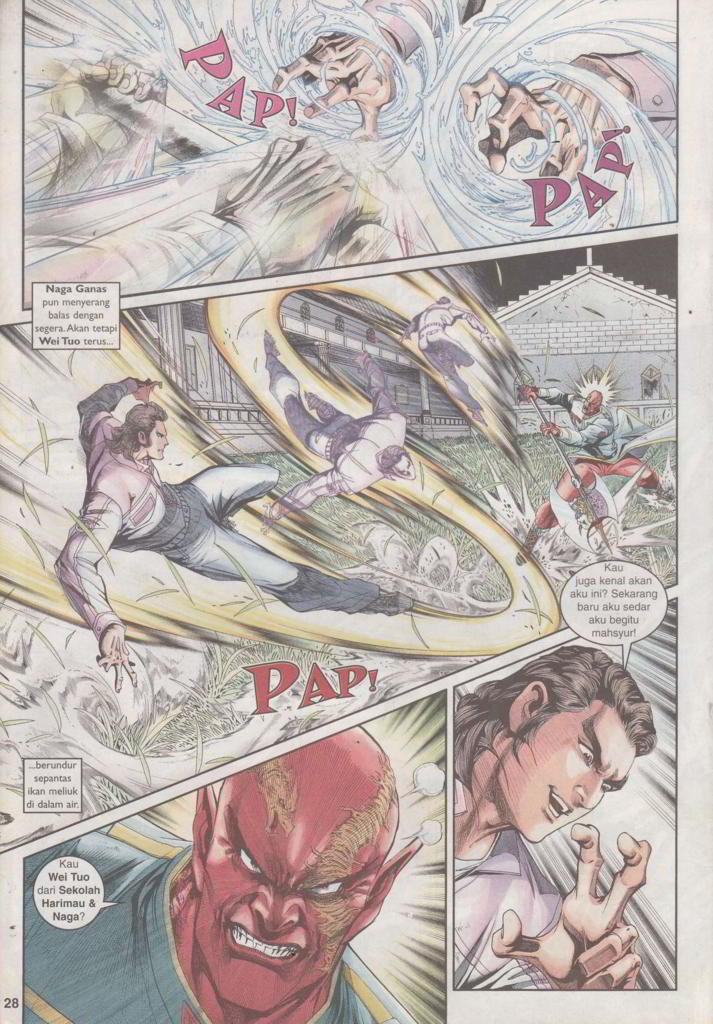 PAP!
PAP!
Naga Ganas
pun menyerang
balas dengan
segera. Akan tetapi
Wei Tuo terus...
Kau
juga kenal akan
aku ini? Sekarang
baru aku sedar
aku begitu
mahsyur!
PAP!
...berundur
sepantas
ikan meliuk
di dalam air.
Kau
Wei Tuo
dari Sekolah
Harimau &
Naga?
28